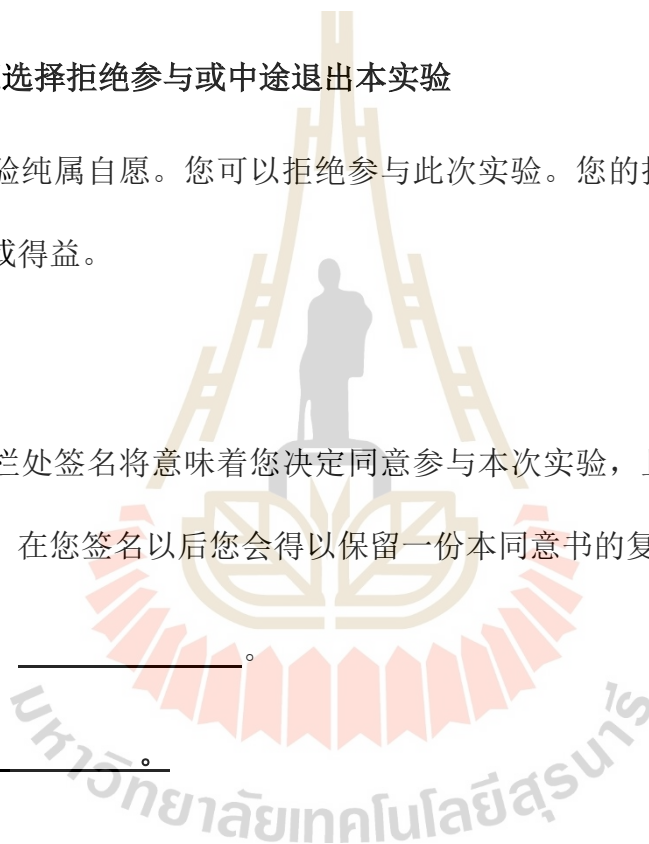 选择拒绝参与或中途退出本实验
验纯属自愿。您可以拒绝参与此次实验。您的
或得益。
栏处签名将意味着您决定同意参与本次实验，
在您签名以后您会得以保留一份本同意书的复
。
。
มหาวิทยาลัยเทคโนโลยีสุรนารี